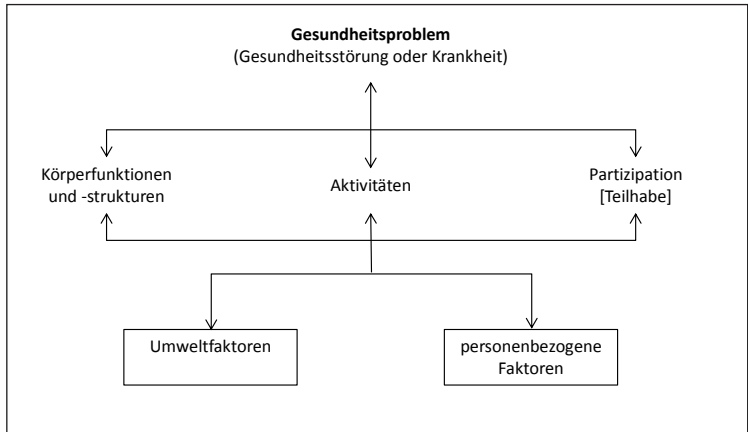 Gesundheitsproblem
(Gesundheitsstörung oder Krankheit)
Körperfunktionen
und -strukturen
Aktivitäten
Partizipation
[Teilhabe]
Umweltfaktoren
personenbezogene
Faktoren